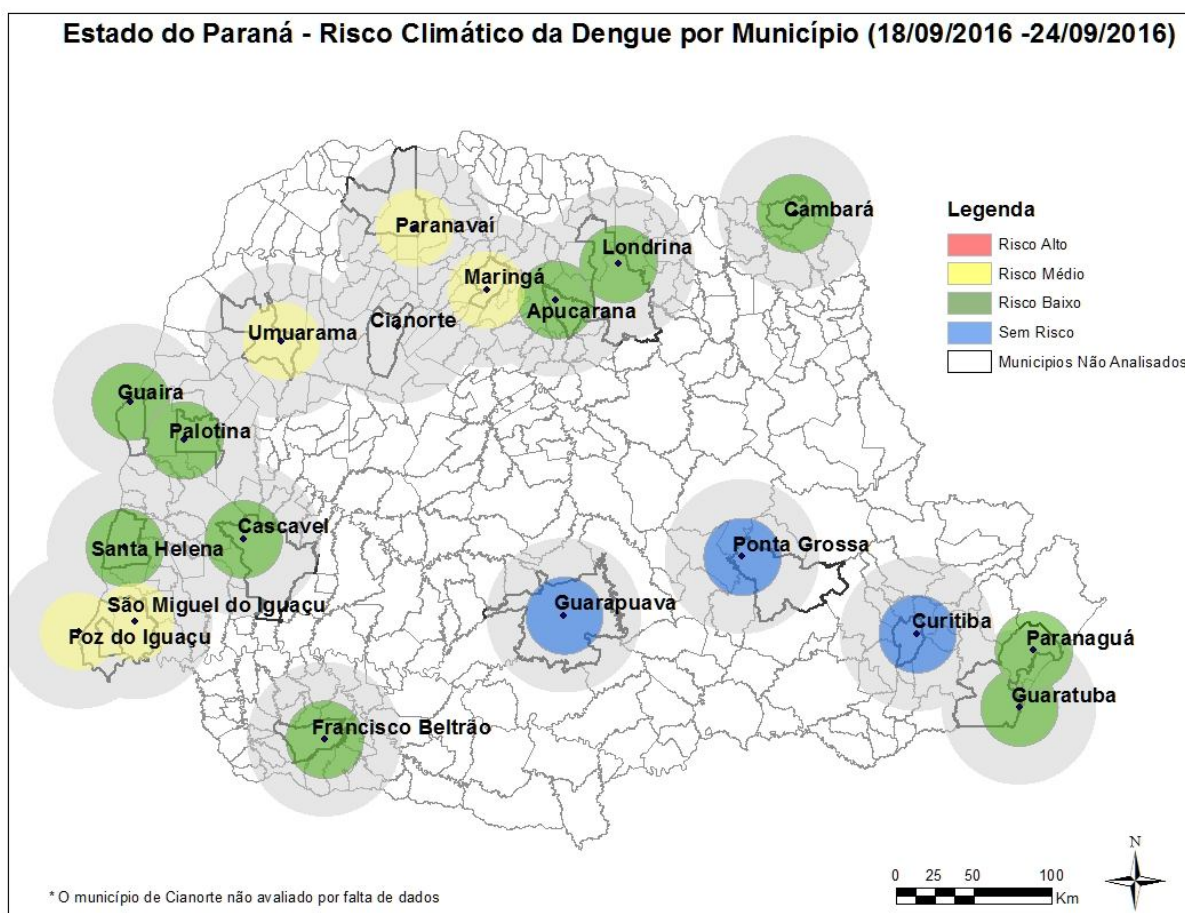 Estado do Paraná - Risco Climático da Dengue por Município (18/09/2016 -24/09/2016)
Cambará
Legenda
Paranavaí
Londrina
Risco Alto
Risco Médio
Maringá
Apucarana
Risco Baixo
Cianorte
Umuarama
Sem Risco
Municipios Não Analisados
Guaira
Palotina
Cascavel
Santa Helena
Ponta Grossa
São Miguel do Iguaçu
Guarapuava
Foz do Iguaçu
Curitiba
Paranaguá
Guaratuba
Francisco Beltrão
N
0 25 50 100
Km
* O município de Cianorte não avaliado por falta de dados